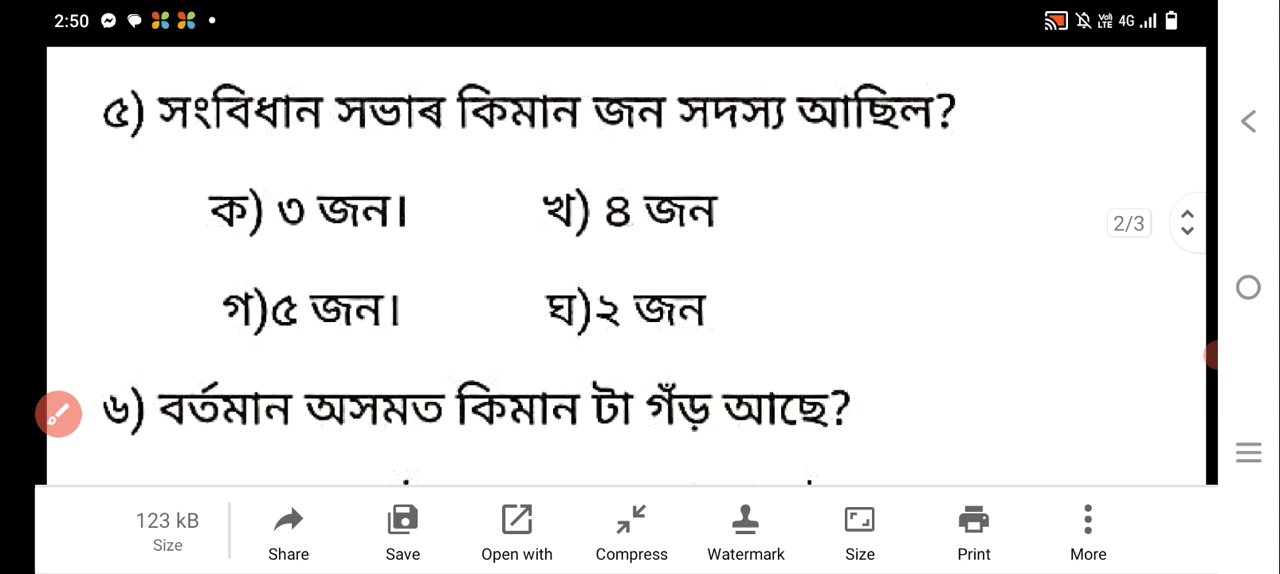 2:50
VoLTE 4G
৫) সংবিধান সভাৰ কিমান জন সদস্য আছিল?
ক) ৩ জন। খ) ৪ জন
2/3
গ)৫ জন। ঘ)২ জন
৬) বৰ্তমান অসমত কিমান টা গঁড় আছে?
123 kB
Size
Share Save Open with Compress Watermark Size Print More